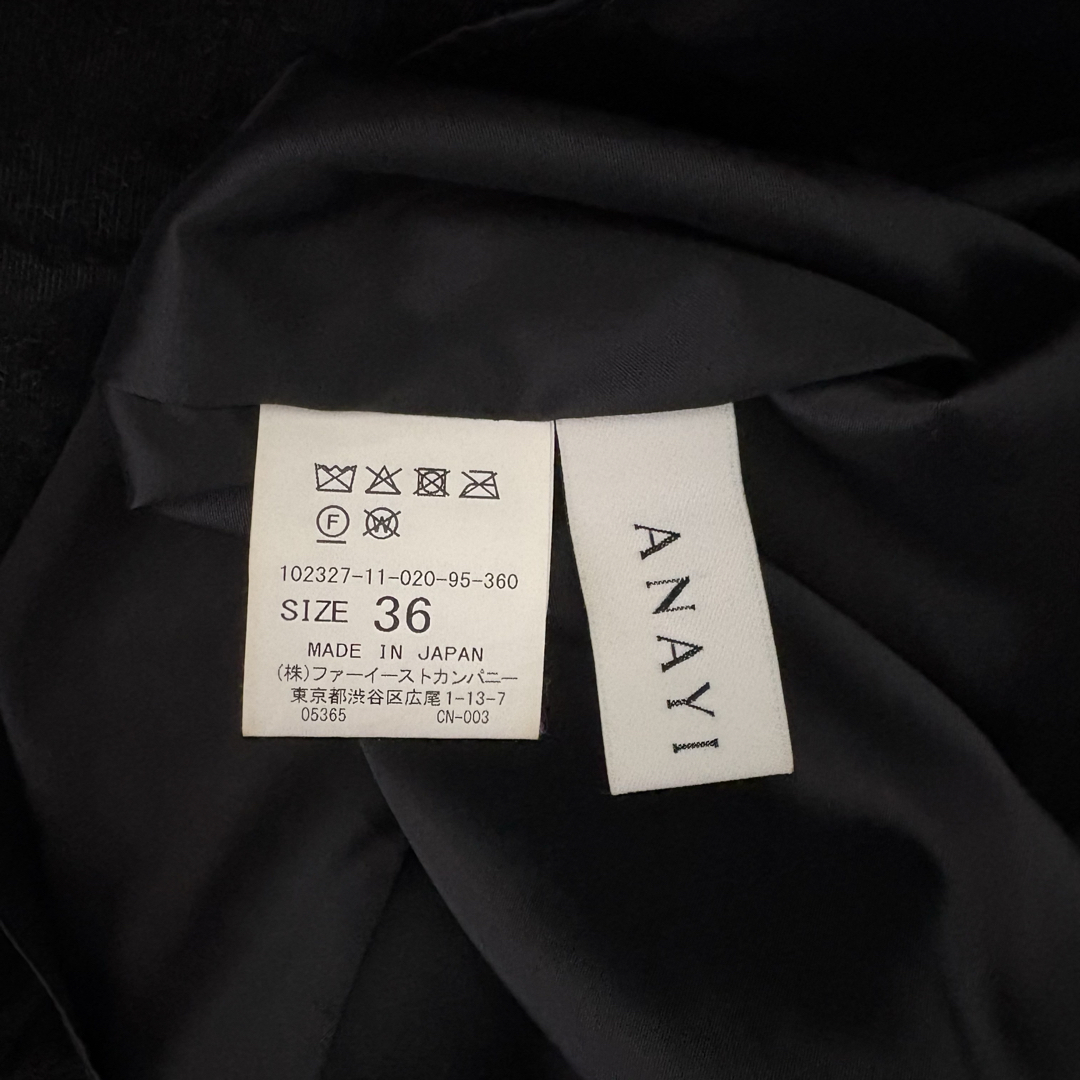 F W
102327-11-020-95-360
SIZE 36
MADE IN JAPAN
(株)ファーイーストカンパニー
東京都渋谷区広尾1-13-7
05365 CN-003
ANAYI